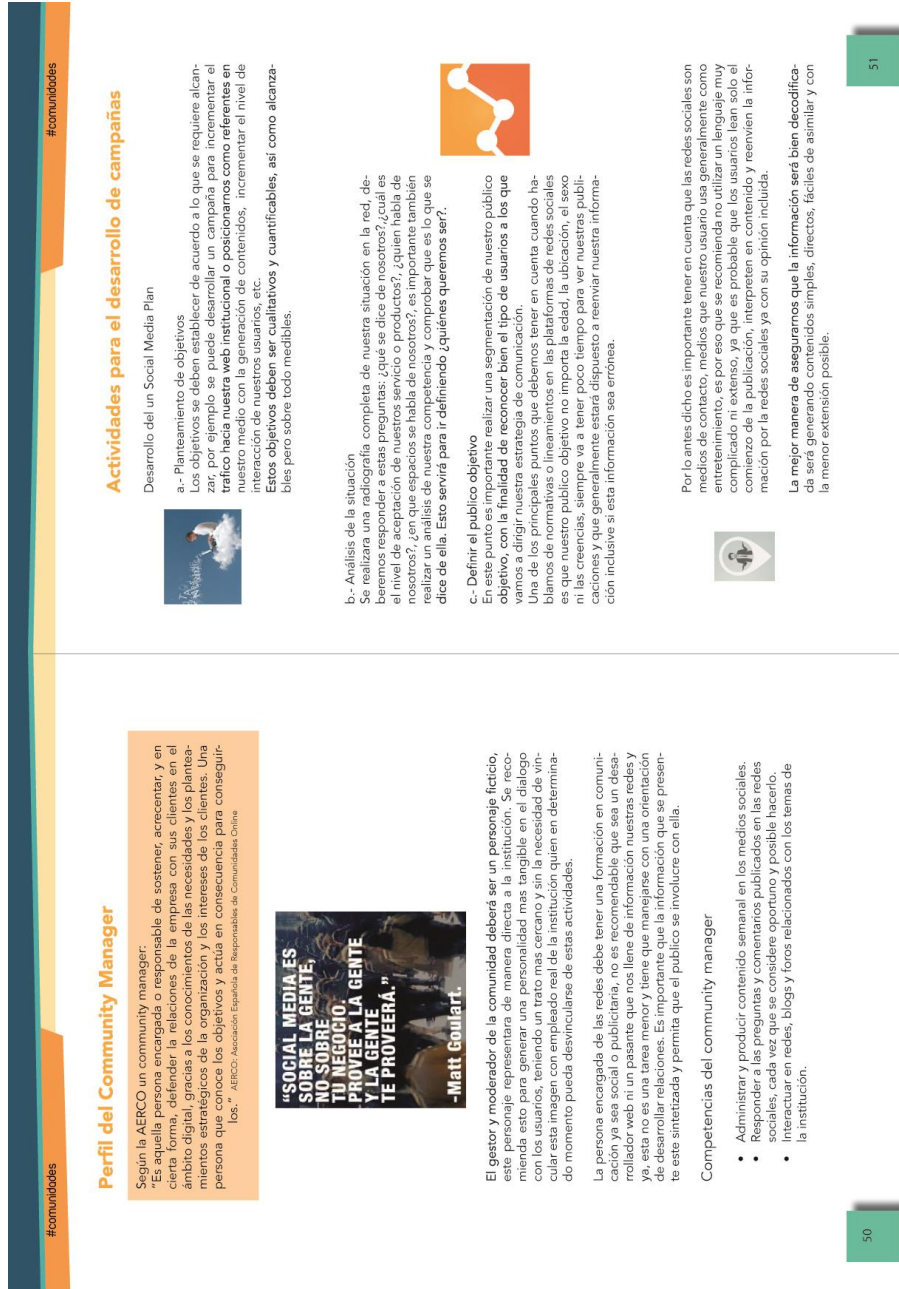 #comunidades
Perfil del Community Manager
Según la AERCO un community manager:
"Es aquella persona encargada o responsable de sostener, acrecentar, y en
cierta forma, defender la relaciones de la empresa con sus clientes en el
ámbito digital, gracias a los conocimientos de las necesidades y los plantea-
mientos estratégicos de la organización y los intereses de los clientes. Una
persona que conoce los objetivos y actúa en consecuencia para conseguir-
los." AERCO: Asociación Española de Responsables de Comunidades Online
"SOCIAL MEDIA ES
SOBRE LA GENTE,
NO SOBRE
TU NEGOCIO.
PROVEE A LA GENTE
Y LA GENTE
TE PROVEERÁ."
-Matt Goulart.
El gestor y moderador de la comunidad deberá ser un personaje ficticio,
este personaje representara de manera directa a la institución. Se reco-
mienda esto para generar una personalidad mas tangible en el dialogo
con los usuarios, teniendo un trato mas cercano y sin la necesidad de vin-
cular esta imagen con empleado real de la institución quien en determina-
do momento pueda desvincularse de estas actividades.
La persona encargada de las redes debe tener una formación en comuni-
cación ya sea social o publicitaria, no es recomendable que sea un desa-
rrollador web ni un pasante que nos llene de información nuestras redes y
ya, esta no es una tarea menor y tiene que manejarse con una orientación
de desarrollar relaciones. Es importante que la información que se presen-
te este sintetizada y permita que el publico se involucre con ella.
Competencias del community manager
• Administrar y producir contenido semanal en los medios sociales.
• Responder a las preguntas y comentarios publicados en las redes
sociales, cada vez que se considere oportuno y posible hacerlo.
• Interactuar en redes, blogs y foros relacionados con los temas de
la institución.
50
#comunidades
Actividades para el desarrollo de campañas
Desarrollo del un Social Media Plan
a.- Planteamiento de objetivos
Los objetivos se deben establecer de acuerdo a lo que se requiere alcan-
zar, por ejemplo se puede desarrollar un campaña para incrementar el
trafico hacia nuestra web institucional o posicionarnos como referentes en
nuestro medio con la generación de contenidos, incrementar el nivel de
interacción de nuestros usuarios, etc.
Estos objetivos deben ser cualitativos y cuantificables, así como alcanza-
bles pero sobre todo medibles.
b.- Análisis de la situación
Se realizara una radiografía completa de nuestra situación en la red, de-
beremos responder a estas preguntas: ¿qué se dice de nosotros?,¿cuál es
el nivel de aceptación de nuestros servicio o productos?, ¿quien habla de
nosotros?, ¿en que espacios se habla de nosotros?, es importante también
realizar un análisis de nuestra competencia y comprobar que es lo que se
dice de ella. Esto servirá para ir definiendo ¿quiénes queremos ser?.
c.- Definir el publico objetivo
En este punto es importante realizar una segmentación de nuestro público
objetivo, con la finalidad de reconocer bien el tipo de usuarios a los que
vamos a dirigir nuestra estrategia de comunicación.
Una de los principales puntos que debemos tener en cuenta cuando ha-
blamos de normativas o lineamientos en las plataformas de redes sociales
es que nuestro publico objetivo no importa la edad, la ubicación, el sexo
ni las creencias, siempre va a tener poco tiempo para ver nuestras publi-
caciones y que generalmente estará dispuesto a reenviar nuestra informa-
ción inclusive si esta información sea errónea.
Por lo antes dicho es importante tener en cuenta que las redes sociales son
medios de contacto, medios que nuestro usuario usa generalmente como
entretenimiento, es por eso que se recomienda no utilizar un lenguaje muy
complicado ni extenso, ya que es probable que los usuarios lean solo el
comienzo de la publicación, interpreten en contenido y reenvíen la infor-
mación por la redes sociales ya con su opinión incluida.
La mejor manera de asegurarnos que la información será bien decodifica-
da será generando contenidos simples, directos, fáciles de asimilar y con
la menor extensión posible.
51